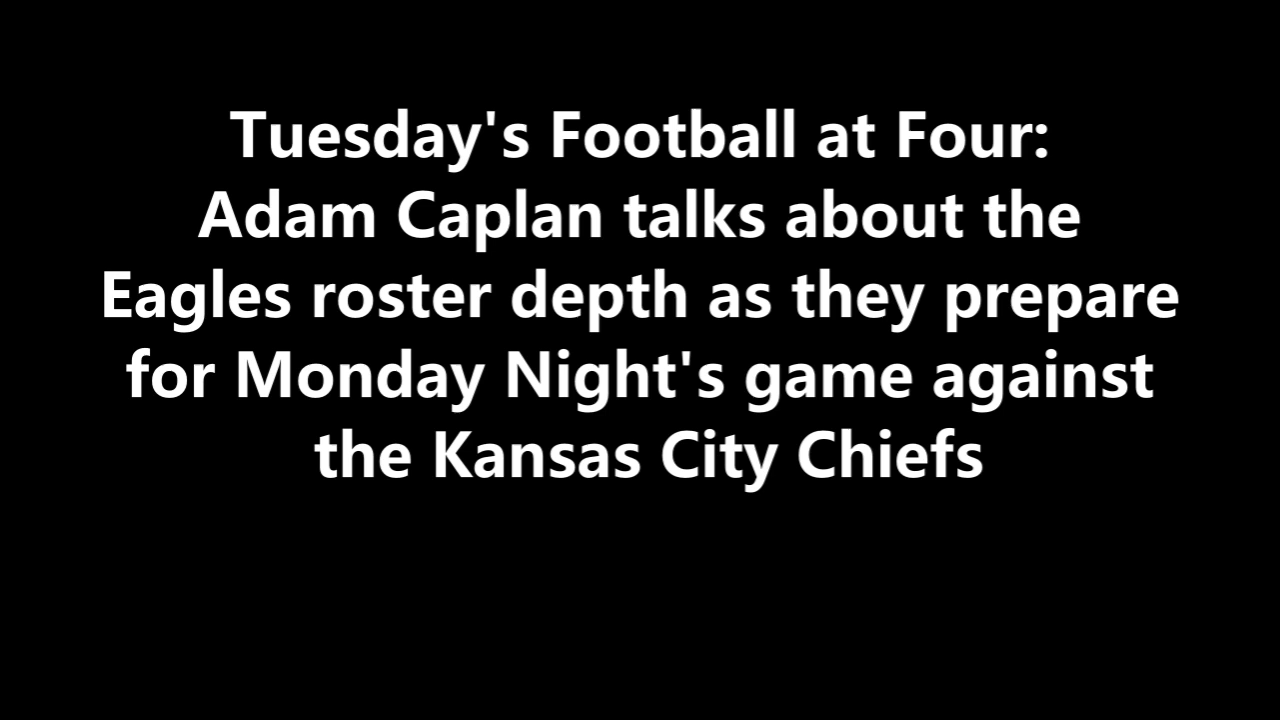 Tuesday's Football at Four:
Adam Caplan talks about the
Eagles roster depth as they prepare
for Monday Night's game against
the Kansas City Chiefs